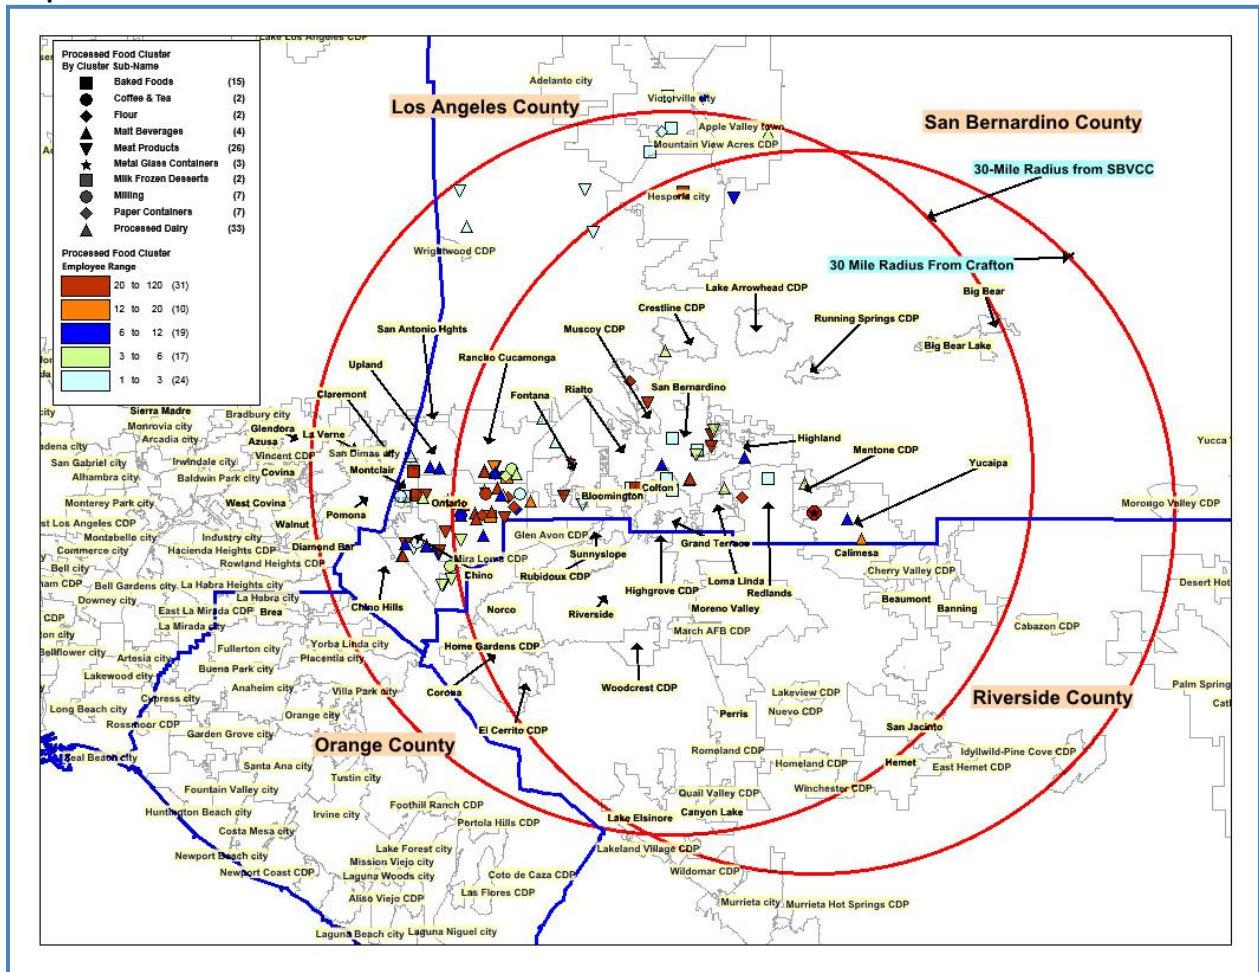 Lake Los Angeles CDP
Processed Food Cluster
By Cluster Sub-Name
Baked Foods (15)
Coffee & Tea (2)
Flour (2)
Malt Beverages (4)
Meat Products (26)
Metal Glass Containers (3)
Milk Frozen Desserts (2)
Milling (7)
Paper Containers (7)
Processed Dairy (33)
Processed Food Cluster
Employee Range
20 to 120 (31)
12 to 20 (10)
6 to 12 (19)
3 to 6 (17)
1 to 3 (24)
Adelanto city
Victorville city
Los Angeles County
San Bernardino County
Apple Valley town
Mountain View Acres CDP
30-Mile Radius from SBVCC
Hesperia city
Wrightwood CDP
30 Mile Radius From Crafton
Lake Arrowhead CDP
Big Bear
Crestline CDP
Running Springs CDP
San Antonio Hghts
Muscoy CDP
Big Bear Lake
Rancho Cucamonga
Upland
San Bernardino
Claremont
Fontana
Rialto
Sierra Madre
Bradbury city
Monrovia city
Glendora
La Verne
Arcadia city
Azusa
Highland
Yucca
San Dimas city
Vincent CDP
Mentone CDP
San Gabriel city
Irwindale city
Montclair
Yucaipa
Alhambra city
Baldwin Park city
Covina
Colton
Bloomington
Monterey Park city
West Covina
Ontario
Morongo Valley CDP
Pomona
st Los Angeles CDP
Walnut
Montebello city
Industry city
Glen Avon CDP
Grand Terrace
Commerce city
Hacienda Heights CDP
Diamond Bar
Sunnyslope
Calimesa
Mira Loma CDP
Bell city
Rowland Heights CDP
Cherry Valley CDP
Chino
Rubidoux CDP
Loma Linda
Desert Hot
Bell Gardens city
La Habra Heights city
Highgrove CDP
Redlands
Downey city
La Habra city
Beaumont
Banning
East La Mirada CDP
Brea
Chino Hills
Norco
Riverside
Moreno Valley
La Mirada city
Cabazon CDP
March AFB CDP
Bellflower city
Fullerton city
Yorba Linda city
Home Gardens CDP
Artesia city
Placentia city
Buena Park city
Lakewood city
Anaheim city
Villa Park city
Corona
Woodcrest CDP
Palm Spring
Cypress city
Lakeview CDP
Riverside County
Long Beach city
Nuevo CDP
Orange city
Perris
Rossmoor CDP
El Cerrito CDP
San Jacinto
Garden Grove city
Orange County
Romeland CDP
Idyllwild-Pine Cove CDP
Seal Beach city
Homeland CDP
Hemet
East Hemet CDP
Santa Ana city
Tustin city
Fountain Valley city
Quail Valley CDP
Winchester CDP
Foothill Ranch CDP
Huntington Beach city
Irvine city
Canyon Lake
Lake Elsinore
Portola Hills CDP
Costa Mesa city
Lake Forest city
Lakeland Village CDP
Newport Beach city
Mission Viejo city
Newport Coast CDP
Laguna Woods city
Coto de Caza CDP
Wildomar CDP
Las Flores CDP
Aliso Viejo CDP
Murrieta city
Murrieta Hot Springs CDP
Laguna Beach city
Laguna Niguel city